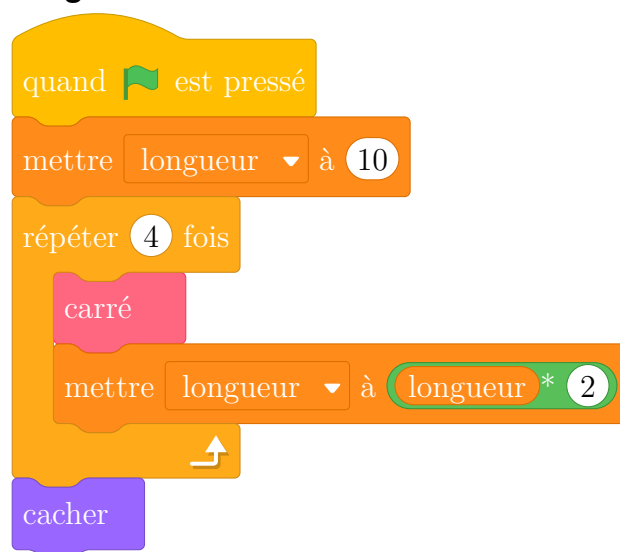 quand est pressé
mettre longueur à 10
répéter 4 fois
carré
mettre longueur à longueur * 2
cacher